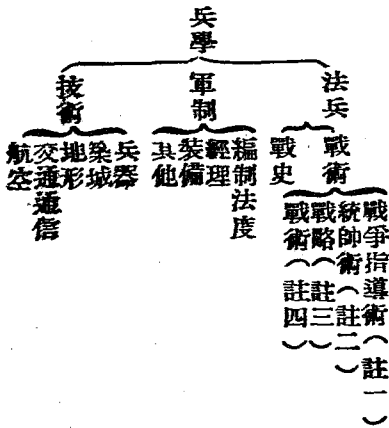 兵學
法兵
戰術
戰爭指導術（註一）
統帥術（註二）
戰略（註三）
戰術（註四）
戰史
軍制
編制法度
經理
裝備
其他
技術
兵器
築城
地形
交通通信
航空